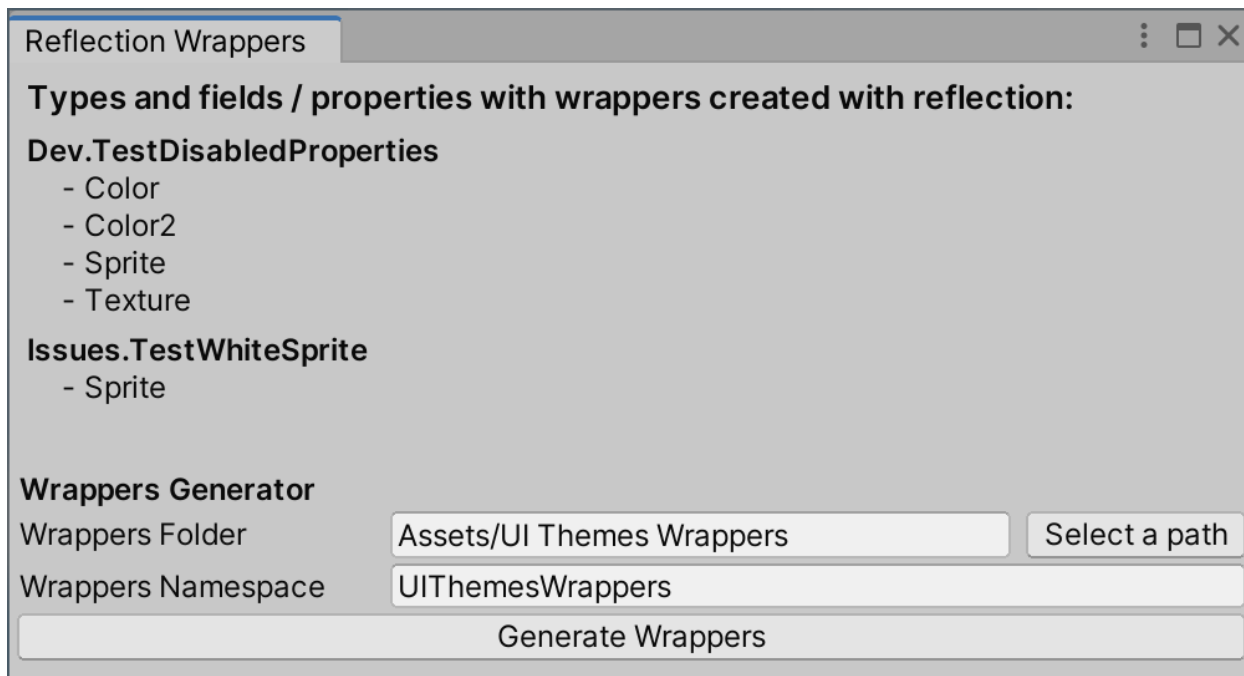 Reflection Wrappers
Types and fields / properties with wrappers created with reflection:
Dev.TestDisabledProperties
- Color
- Color2
- Sprite
- Texture
Issues.TestWhiteSprite
- Sprite
Wrappers Generator
Wrappers Folder Assets/UI Themes Wrappers Select a path
Wrappers Namespace UIThemesWrappers
Generate Wrappers